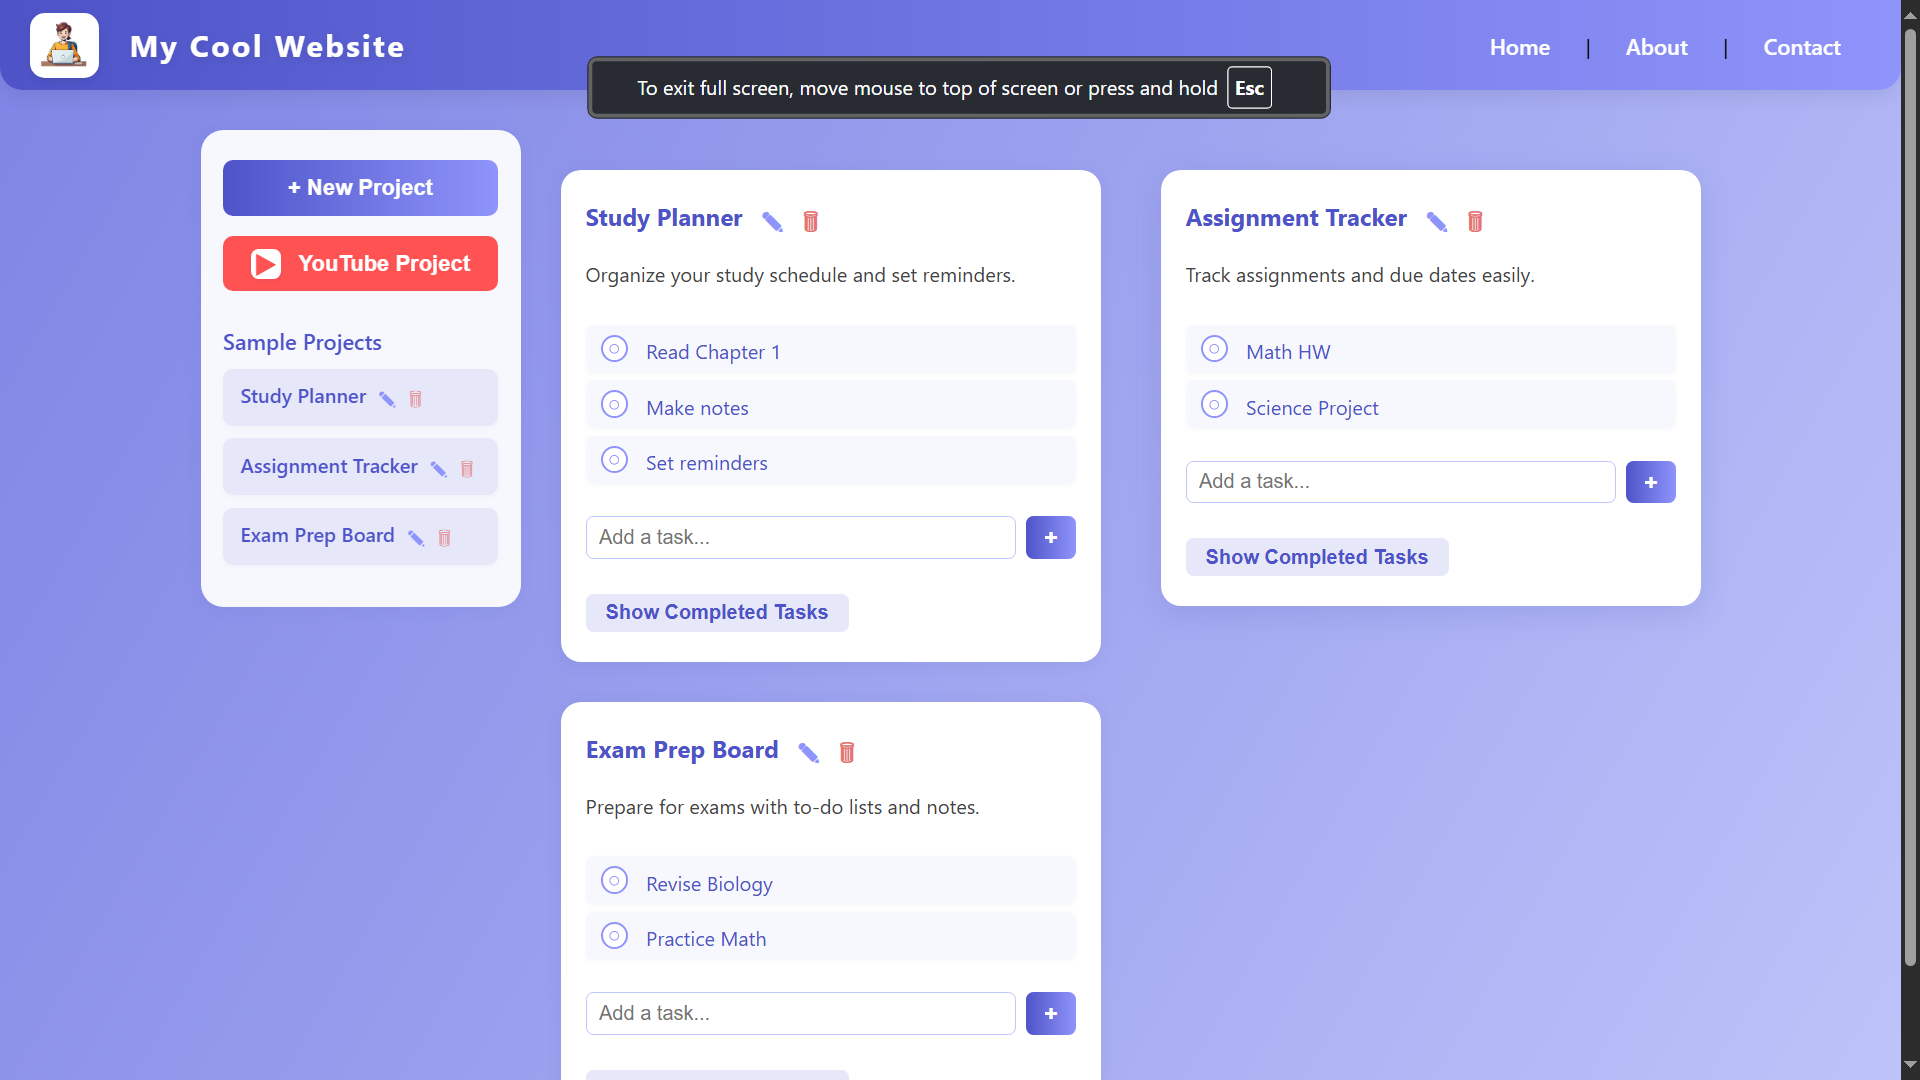 My Cool Website
Home | About | Contact
To exit full screen, move mouse to top of screen or press and hold Esc
+ New Project
YouTube Project
Sample Projects
Study Planner
Assignment Tracker
Exam Prep Board
Study Planner
Organize your study schedule and set reminders.
Read Chapter 1
Make notes
Set reminders
Add a task...
+
Show Completed Tasks
Assignment Tracker
Track assignments and due dates easily.
Math HW
Science Project
Add a task...
+
Show Completed Tasks
Exam Prep Board
Prepare for exams with to-do lists and notes.
Revise Biology
Practice Math
Add a task...
+